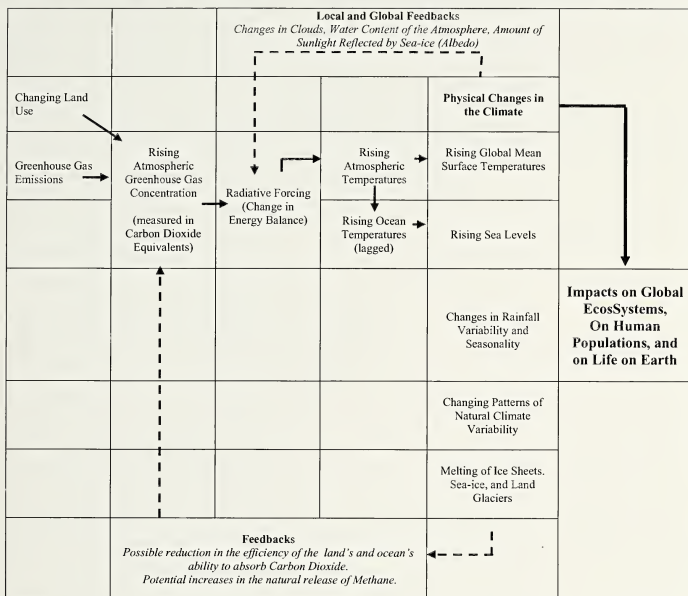 Local and Global Feedbacks
Changes in Clouds, Water Content of the Atmosphere, Amount of
Sunlight Reflected by Sea-ice (Albedo)
Changing Land
Use
Greenhouse Gas
Emissions
Rising
Atmospheric
Greenhouse Gas
Concentration
(measured in
Carbon Dioxide
Equivalents)
Radiative Forcing
(Change in
Energy Balance)
Rising
Atmospheric
Temperatures
Rising Ocean
Temperatures
(lagged)
Physical Changes in
the Climate
Rising Global Mean
Surface Temperatures
Rising Sea Levels
Changes in Rainfall
Variability and
Seasonality
Changing Patterns of
Natural Climate
Variability
Melting of Ice Sheets.
Sea-ice, and Land
Glaciers
Impacts on Global
EcosSystems,
On Human
Populations, and
on Life on Earth
Feedbacks
Possible reduction in the efficiency of the land's and ocean's
ability to absorb Carbon Dioxide.
Potential increases in the natural release of Methane.